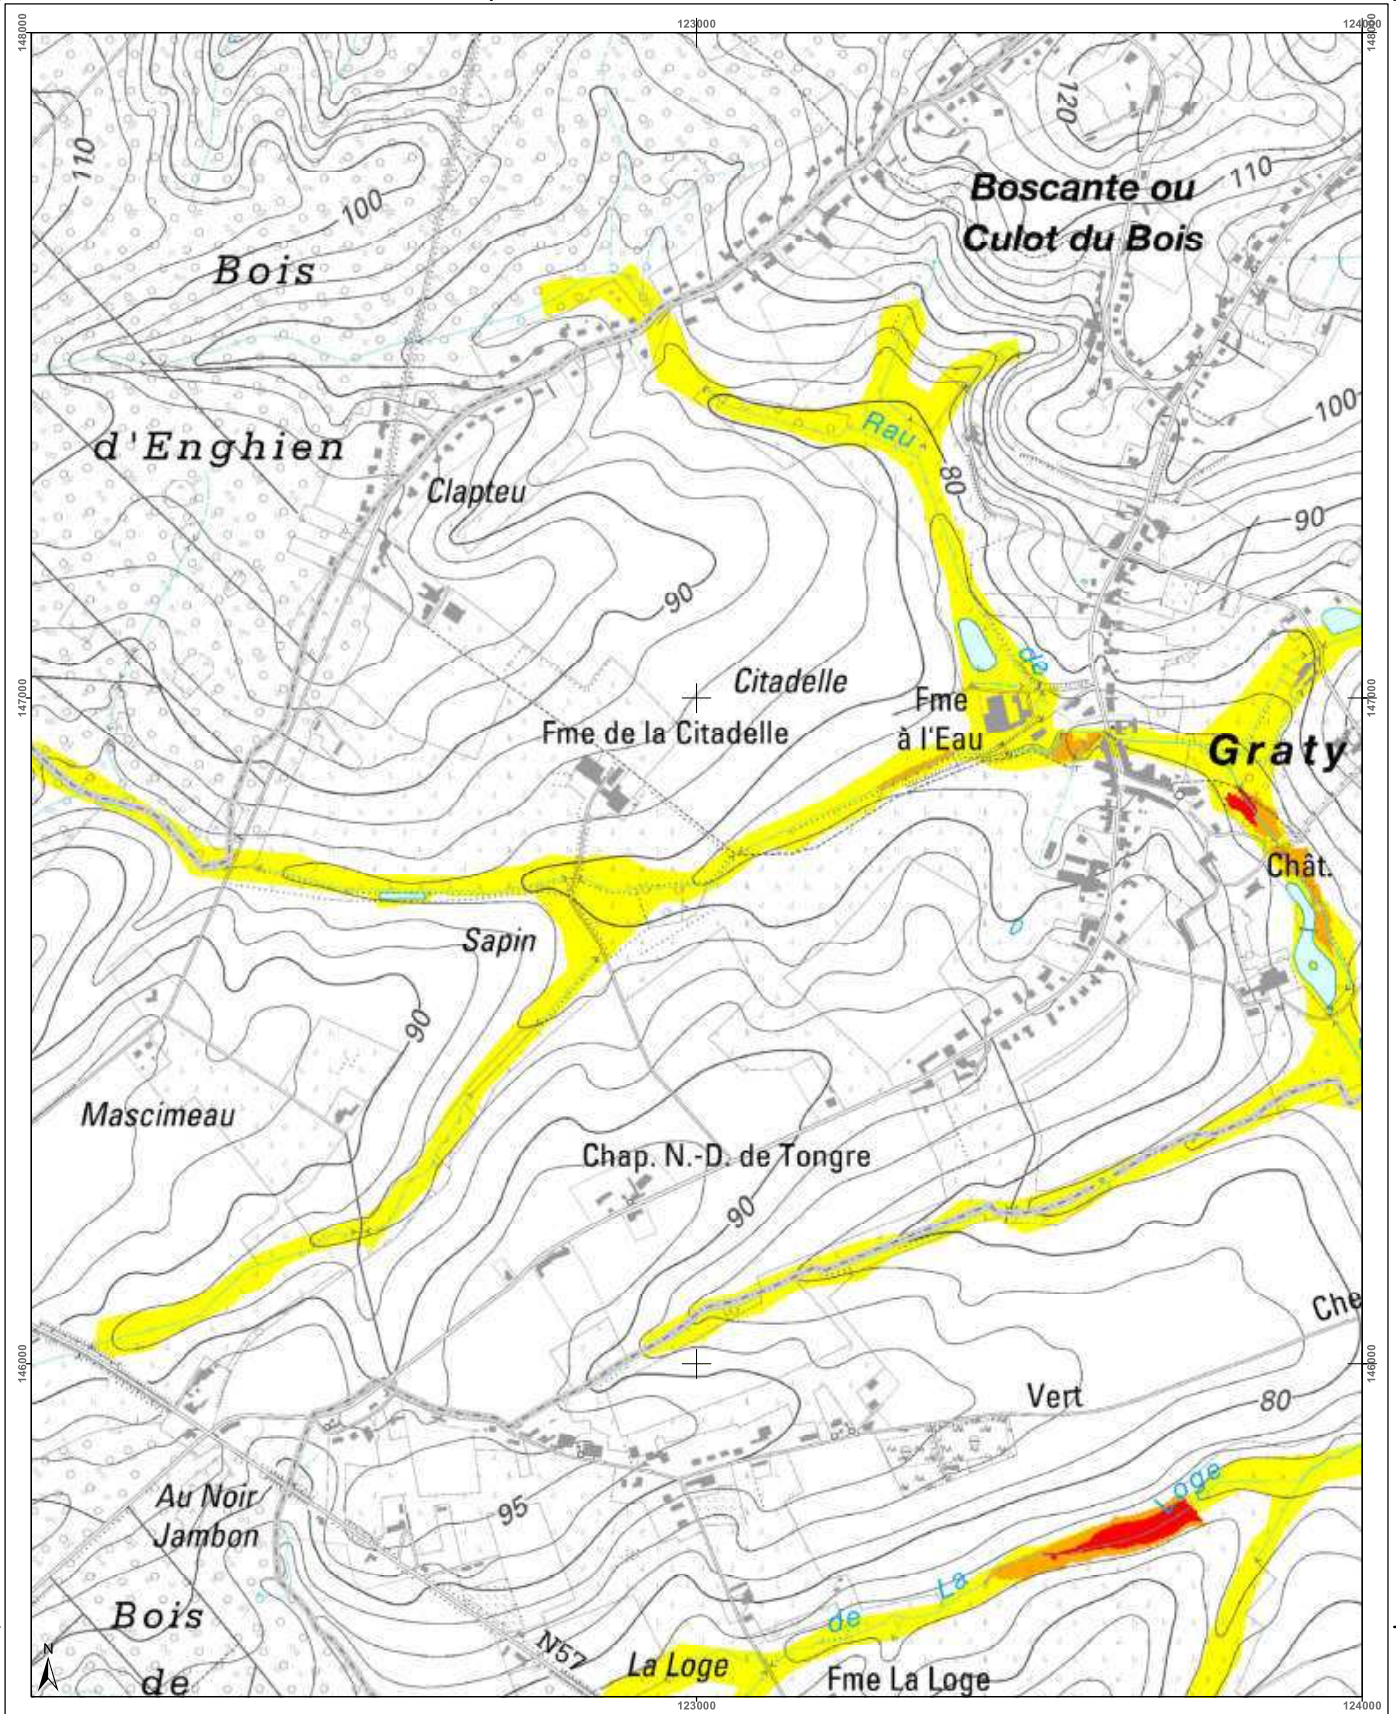 123000
124000
148000
148000
120
Boscante ou
Culot du Bois
110
110
100
Bois
100
d'Enghien
Rau
80
Clapteu
90
90
Citadelle
de
147000
147000
Fme
à l'Eau
Fme de la Citadelle
Graty
Chât.
Sapin
90
Mascimeau
Chap. N.-D. de Tongre
90
Che
146000
146000
Vert
80
Au Noir
Jambon
95
Loge
La
de
Bois
de
N57
La Loge
Fme La Loge
N
123000
124000